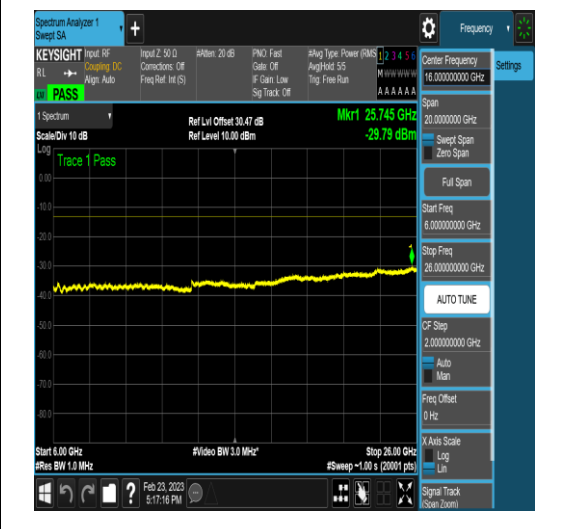 Spectrum Analyzer 1
Swept SA
Frequency
KEYSIGHT Input: RF Input Z: 50 Ω #Atten: 20 dB PNO: Fast #Avg Type: Power (RMS 1 2 3 4 5 6
RL Coupling: DC Corrections: Off Gate: Off Avg|Hold: 5/5 M W W W W W
Align: Auto Freq Ref: Int (S) IF Gain: Low Trig: Free Run
Sig Track: Off A A A A A A
PASS
1 Spectrum
Ref Lvl Offset 30.47 dB
Mkr1 25.745 GHz
Scale/Div 10 dB
Ref Level 10.00 dBm
-29.79 dBm
Log
Trace 1 Pass
0.00
-10.0
-20.0
-30.0
-40.0
-50.0
-60.0
-70.0
-80.0
1
Start 6.00 GHz
#Video BW 3.0 MHz*
Stop 26.00 GHz
#Res BW 1.0 MHz
#Sweep ~1.00 s (20001 pts)
Feb 23, 2023
5:17:16 PM
?
Center Frequency
16.000000000 GHz
Settings
Span
20.0000000 GHz
Swept Span
Zero Span
Full Span
Start Freq
6.000000000 GHz
Stop Freq
26.000000000 GHz
AUTO TUNE
CF Step
2.000000000 GHz
Auto
Man
Freq Offset
0 Hz
X Axis Scale
Log
Lin
Signal Track
(Span Zoom)